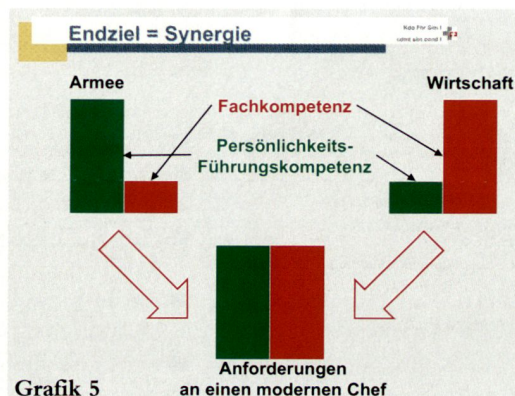 Endziel = Synergie
Armee
Wirtschaft
Fachkompetenz
Persönlichkeits-
Führungskompetenz
Anforderungen
an einen modernen Chef
Grafik 5